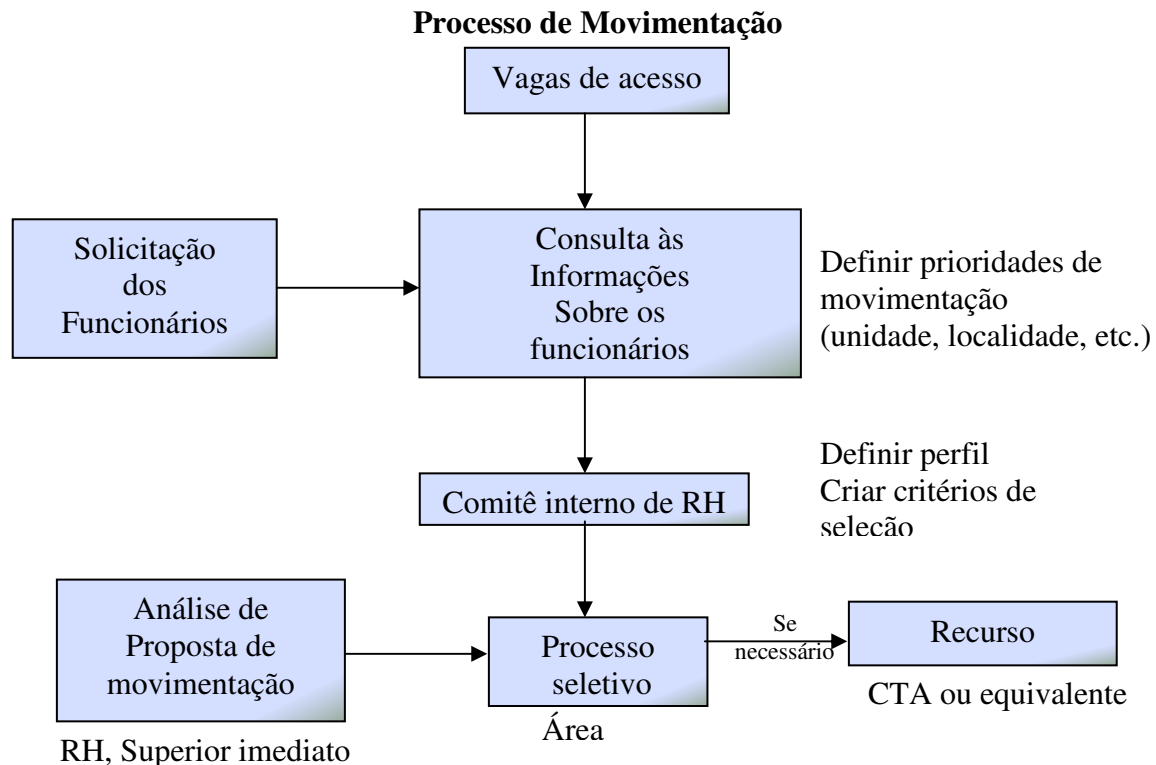 Processo de Movimentação
Vagas de acesso
Solicitação
dos
Funcionários
Consulta às
Informações
Sobre os
funcionários
Definir prioridades de
movimentação
(unidade, localidade, etc.)
Comitê interno de RH
Definir perfil
Criar critérios de
seleção
Análise de
Proposta de
movimentação
RH, Superior imediato
Processo
seletivo
Área
Se
necessário
Recurso
CTA ou equivalente